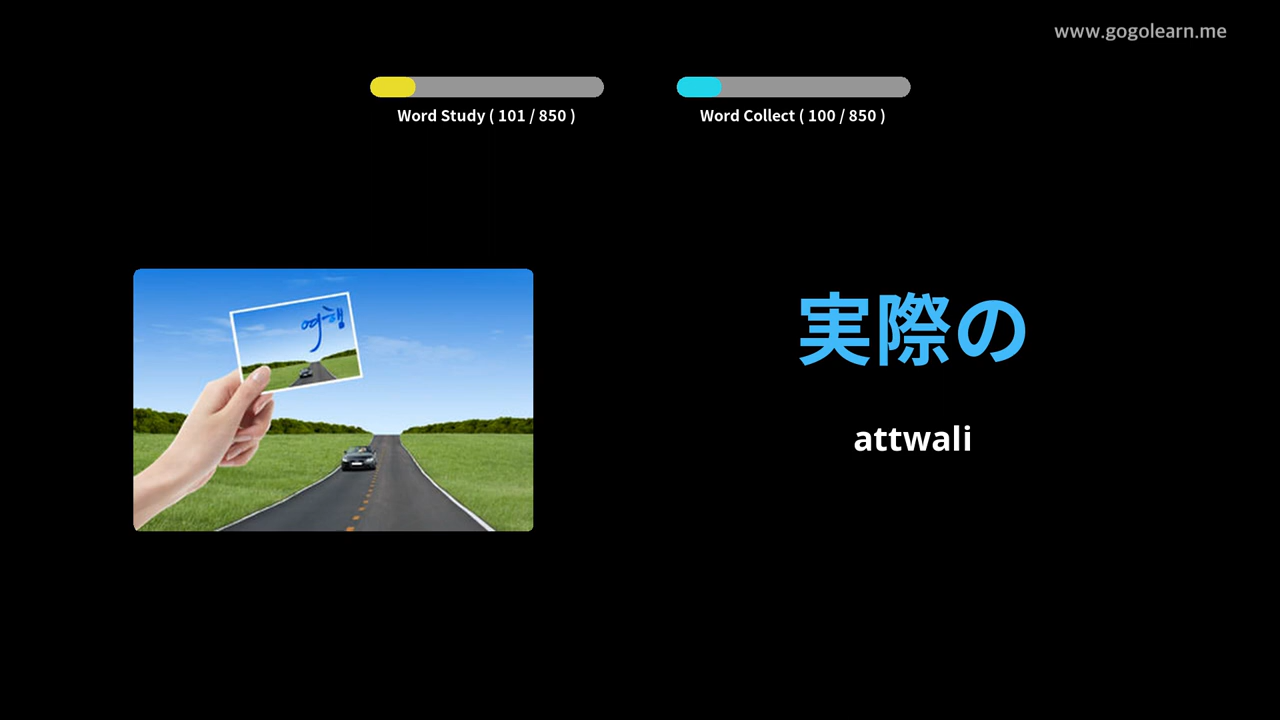 www.gogolearn.me
Word Study ( 101 / 850 )
Word Collect ( 100 / 850 )
여행
実際の
attwali